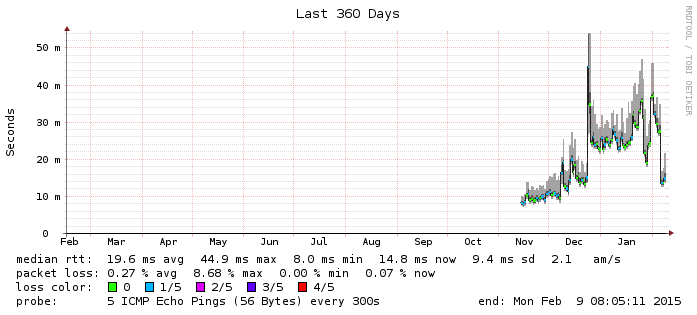 Last 360 Days
RRDTOOL / TOBI OETIKER
Seconds
50 m
40 m
30 m
20 m
10 m
0
Feb Mar Apr May Jun Jul Aug Sep Oct Nov Dec Jan
median rtt: 19.6 ms avg 44.9 ms max 8.0 ms min 14.8 ms now 9.4 ms sd 2.1 am/s
packet loss: 0.27 % avg 8.68 % max 0.00 % min 0.07 % now
loss color: 0 1/5 2/5 3/5 4/5
probe: 5 ICMP Echo Pings (56 Bytes) every 300s end: Mon Feb 9 08:05:11 2015